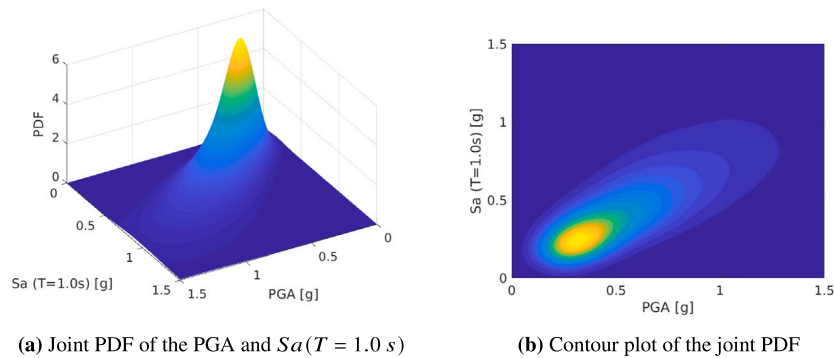 6
4
2
0
PDF
0
0.5
1
1.5
Sa (T=1.0s) [g]
1.5
1
0.5
0
PGA [g]
1.5
1
0.5
0
Sa (T=1.0s) [g]
0
0.5
1
1.5
PGA [g]
(a) Joint PDF of the PGA and Sa(T = 1.0 s)
(b) Contour plot of the joint PDF